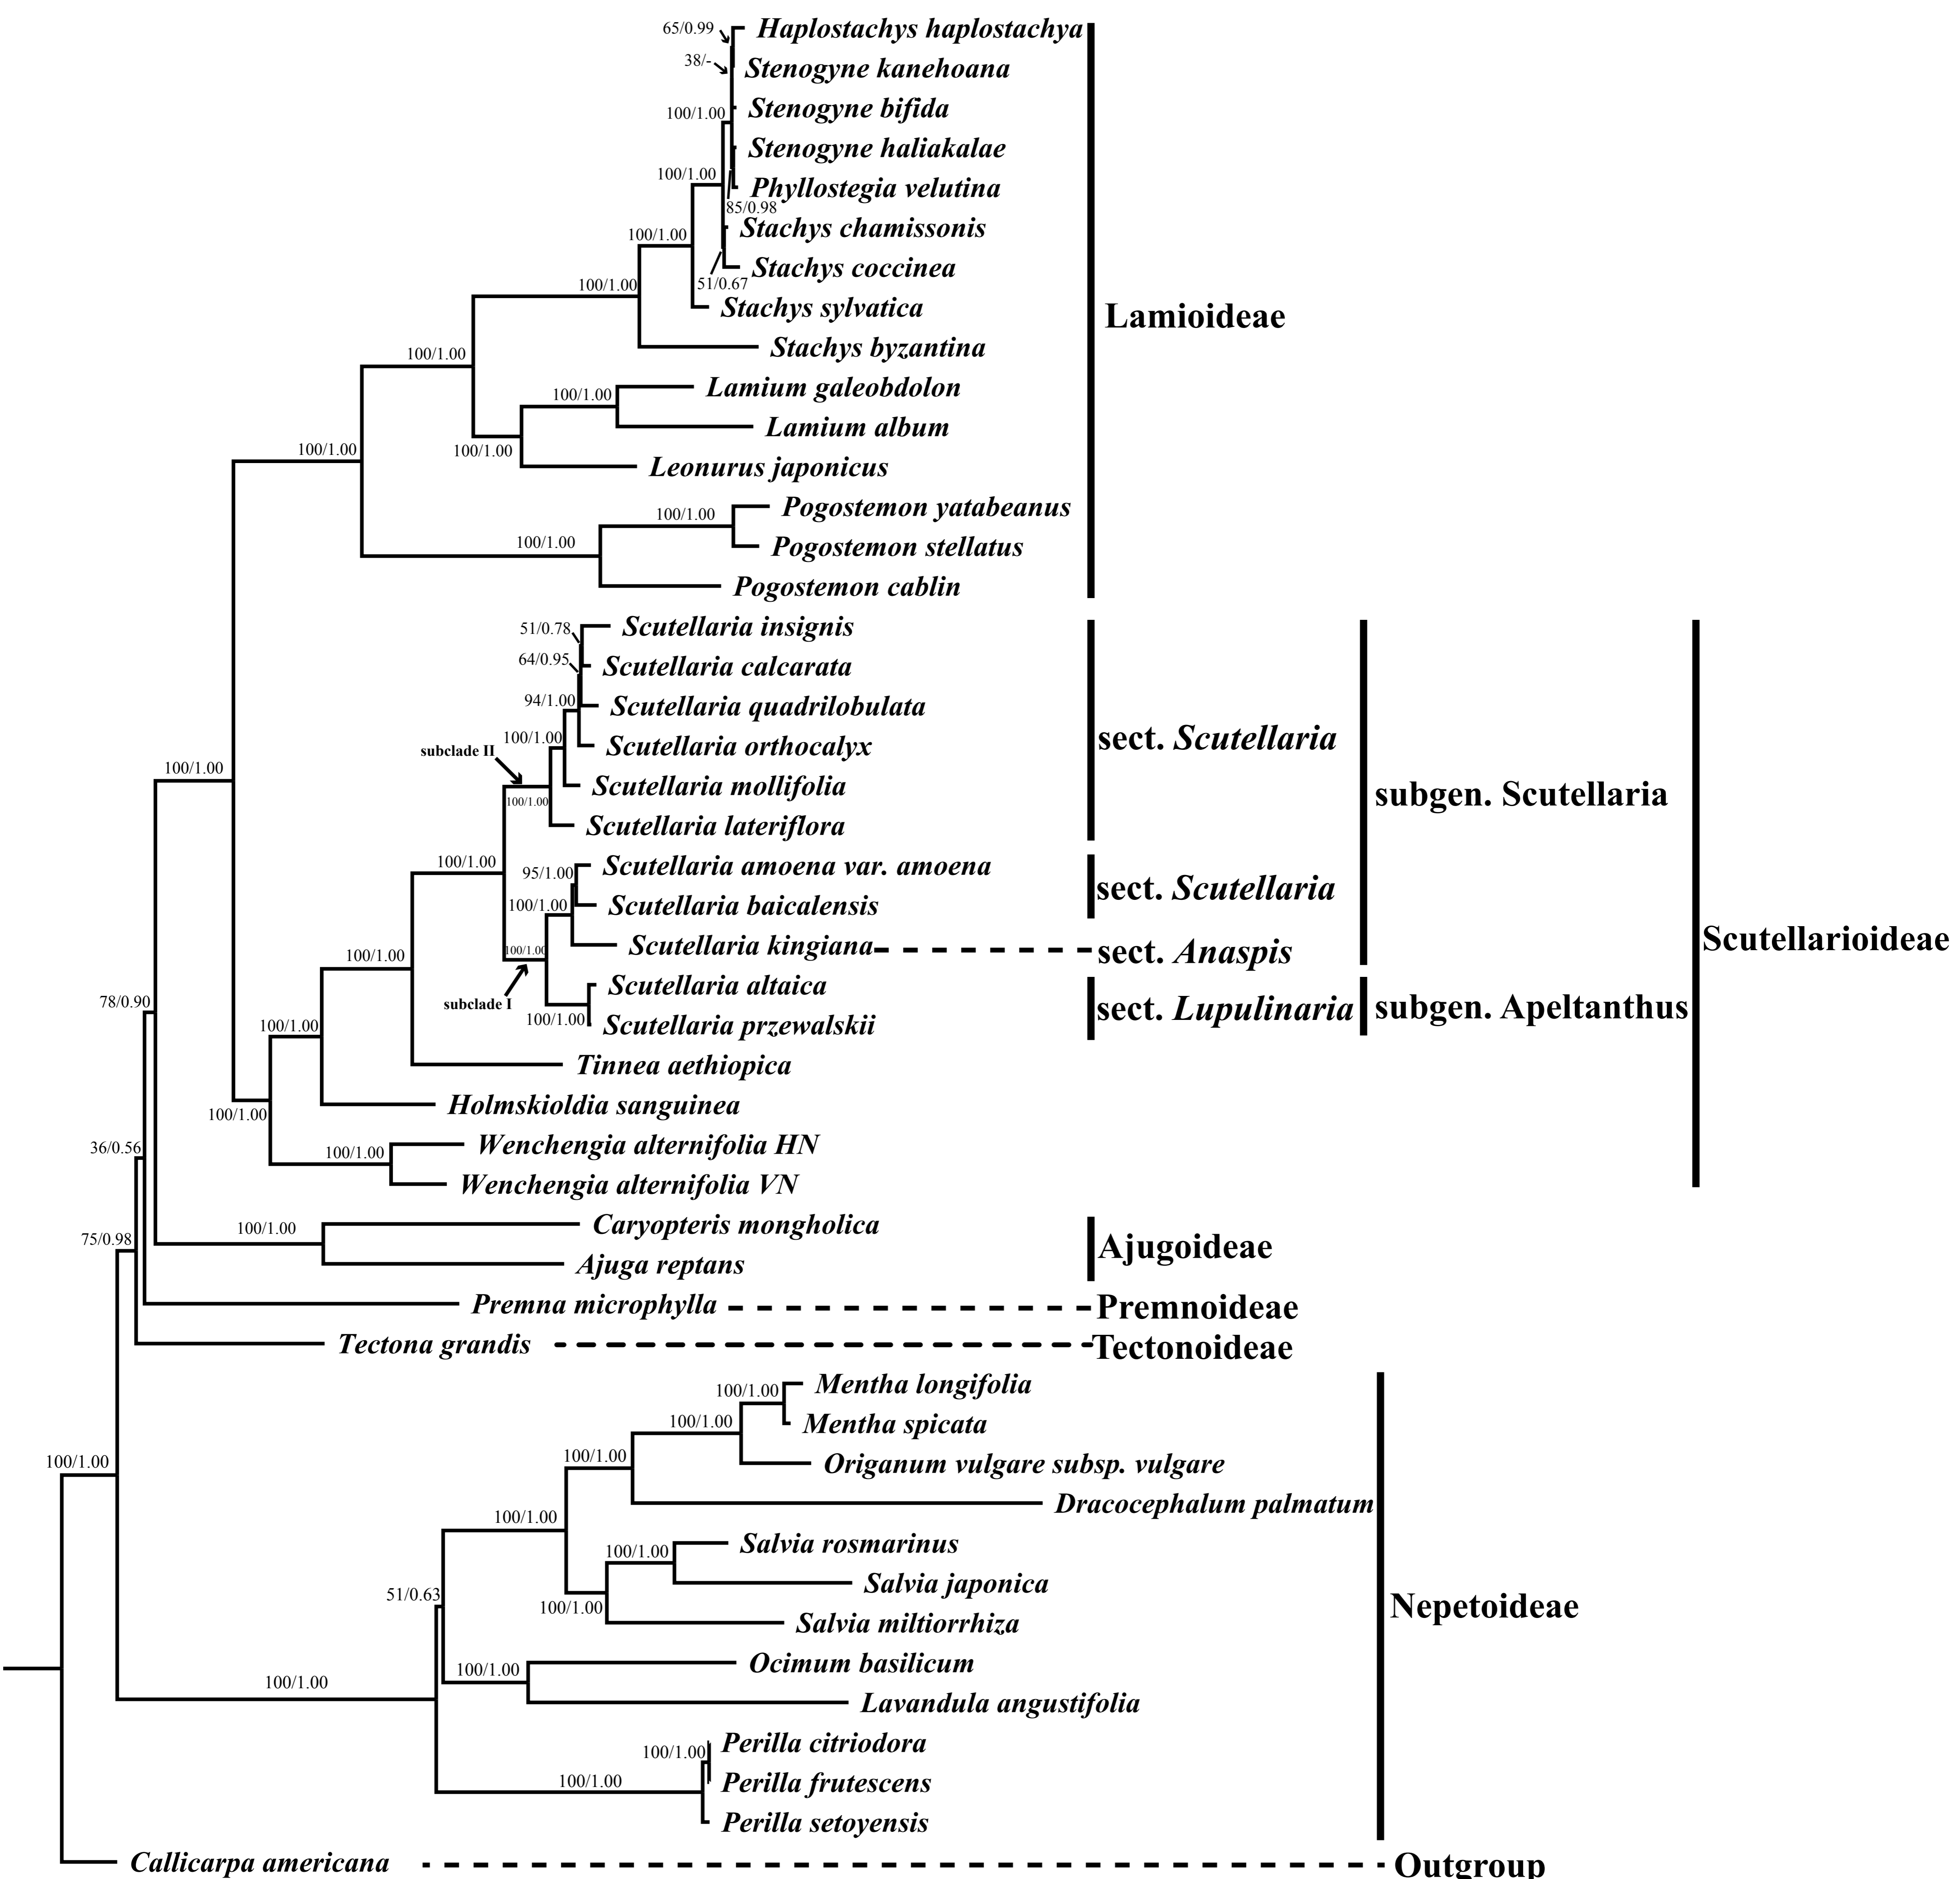 65/0.99
Haplostachys haplostachya
38/-
Stenogyne kanehoana
Stenogyne bifida
100/1.00
Stenogyne haliakalae
100/1.00
Phyllostegia velutina
85/0.98
Stachys chamissonis
100/1.00
Stachys coccinea
51/0.67
100/1.00
Stachys sylvatica
Lamioideae
Stachys byzantina
100/1.00
Lamium galeobdolon
100/1.00
Lamium album
100/1.00
100/1.00
Leonurus japonicus
Pogostemon yatabeanus
100/1.00
100/1.00
Pogostemon stellatus
Pogostemon cablin
51/0.78
Scutellaria insignis
64/0.95
Scutellaria calcarata
94/1.00
Scutellaria quadrilobulata
100/1.00
Scutellaria orthocalyx
sect. Scutellaria
subclade II
100/1.00
Scutellaria mollifolia
subgen. Scutellaria
100/1.00
Scutellaria lateriflora
100/1.00
95/1.00
Scutellaria amoena var. amoena
sect. Scutellaria
100/1.00
Scutellaria baicalensis
Scutellarioideae
100/1.00
100/1.00
Scutellaria kingiana
sect. Anaspis
Scutellaria altaica
subclade I
sect. Lupulinaria
subgen. Apeltanthus
78/0.90
100/1.00
100/1.00
Scutellaria przewalskii
Tinnea aethiopica
100/1.00
Holmskioldia sanguinea
36/0.56
100/1.00
Wenchengia alternifolia HN
Wenchengia alternifolia VN
75/0.98
100/1.00
Caryopteris mongholica
Ajugoideae
Ajuga reptans
Premna microphylla
Premnoideae
Tectona grandis
Tectonoideae
100/1.00
Mentha longifolia
100/1.00
Mentha spicata
100/1.00
100/1.00
Origanum vulgare subsp. vulgare
Dracocephalum palmatum
100/1.00
100/1.00
Salvia rosmarinus
Salvia japonica
51/0.63
100/1.00
Salvia miltiorrhiza
Nepetoideae
100/1.00
100/1.00
Ocimum basilicum
Lavandula angustifolia
100/1.00
Perilla citriodora
100/1.00
Perilla frutescens
Perilla setoyensis
Callicarpa americana
Outgroup